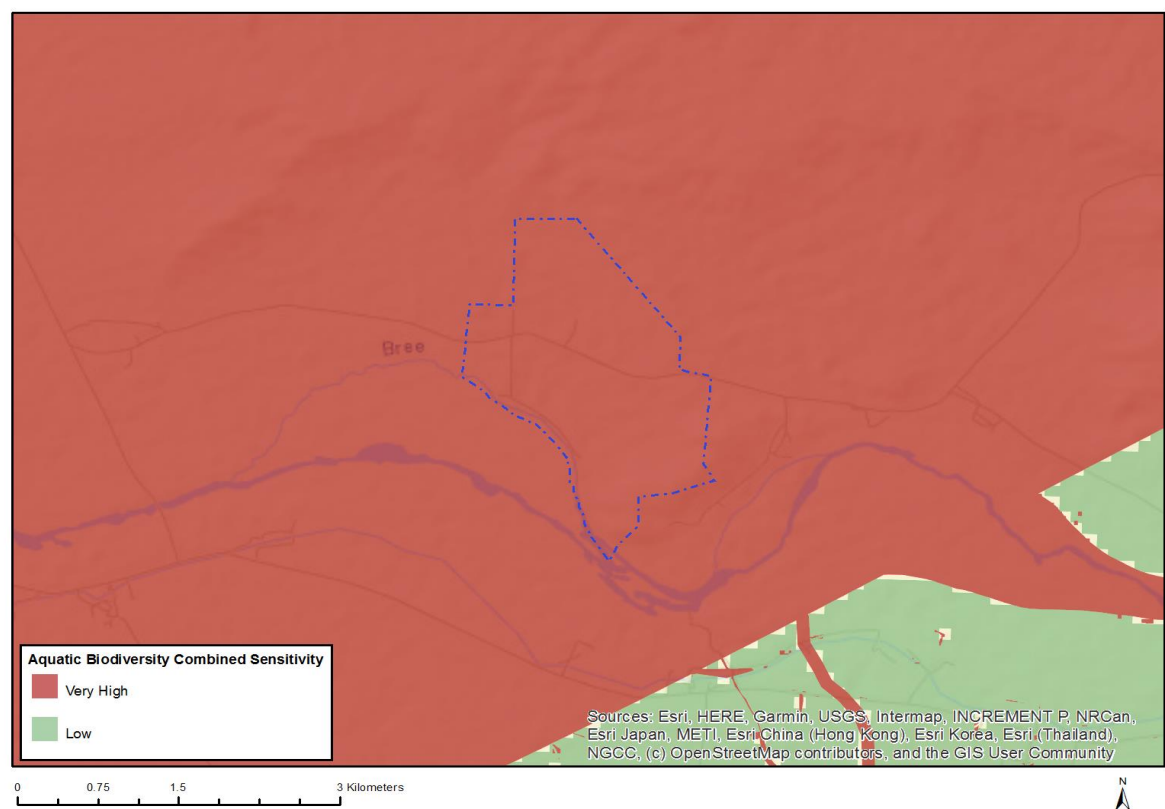 Bree
Aquatic Biodiversity Combined Sensitivity
Very High
Low
Sources: Esri, HERE, Garmin, USGS, Intermap, INCREMENT P, NRCan,
Esri Japan, METI, Esri China (Hong Kong), Esri Korea, Esri (Thailand),
NGCC, (c) OpenStreetMap contributors, and the GIS User Community
0 0.75 1.5 3 Kilometers
N